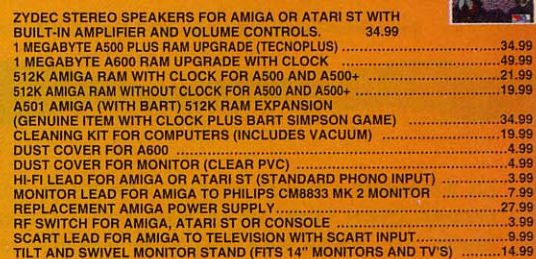 ZYDEC STEREO SPEAKERS FOR AMIGA OR ATARI ST WITH
BUILT-IN AMPLIFIER AND VOLUME CONTROLS. 34.99
1 MEGABYTE A500 PLUS RAM UPGRADE (TECNOPLUS) ........................................34.99
1 MEGABYTE A600 RAM UPGRADE WITH CLOCK ........................................49.99
512K AMIGA RAM WITH CLOCK FOR A500 AND A500+ ........................................21.99
512K AMIGA RAM WITHOUT CLOCK FOR A500 AND A500+ ........................................19.99
A501 AMIGA (WITH BART) 512K RAM EXPANSION
(GENUINE ITEM WITH CLOCK PLUS BART SIMPSON GAME) ........................................34.99
CLEANING KIT FOR COMPUTERS (INCLUDES VACUUM) ........................................19.99
DUST COVER FOR A600 ........................................4.99
DUST COVER FOR MONITOR (CLEAR PVC) ........................................4.99
HI-FI LEAD FOR AMIGA OR ATARI ST (STANDARD PHONO INPUT) ........................................3.99
MONITOR LEAD FOR AMIGA TO PHILIPS CM8833 MK 2 MONITOR ........................................7.99
REPLACEMENT AMIGA POWER SUPPLY ........................................27.99
RF SWITCH FOR AMIGA, ATARI ST OR CONSOLE ........................................3.99
SCART LEAD FOR AMIGA TO TELEVISION WITH SCART INPUT ........................................9.99
TILT AND SWIVEL MONITOR STAND (FITS 14" MONITORS AND TV'S) ........................................14.99